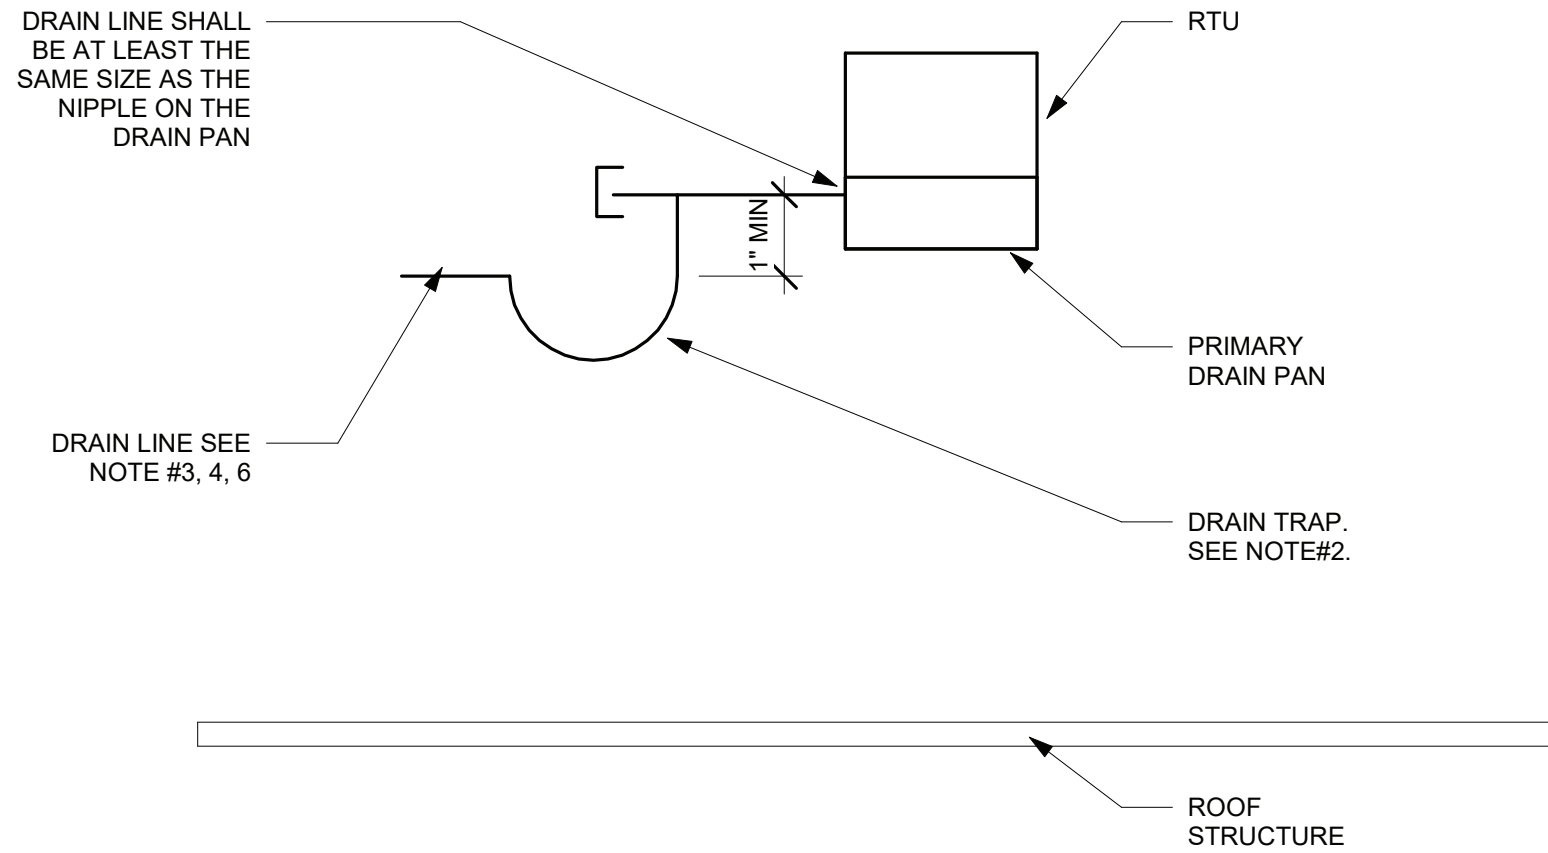 DRAIN LINE SHALL
BE AT LEAST THE
SAME SIZE AS THE
NIPPLE ON THE
DRAIN PAN
RTU
1" MIN
PRIMARY
DRAIN PAN
DRAIN LINE SEE
NOTE #3, 4, 6
DRAIN TRAP.
SEE NOTE#2.
ROOF
STRUCTURE